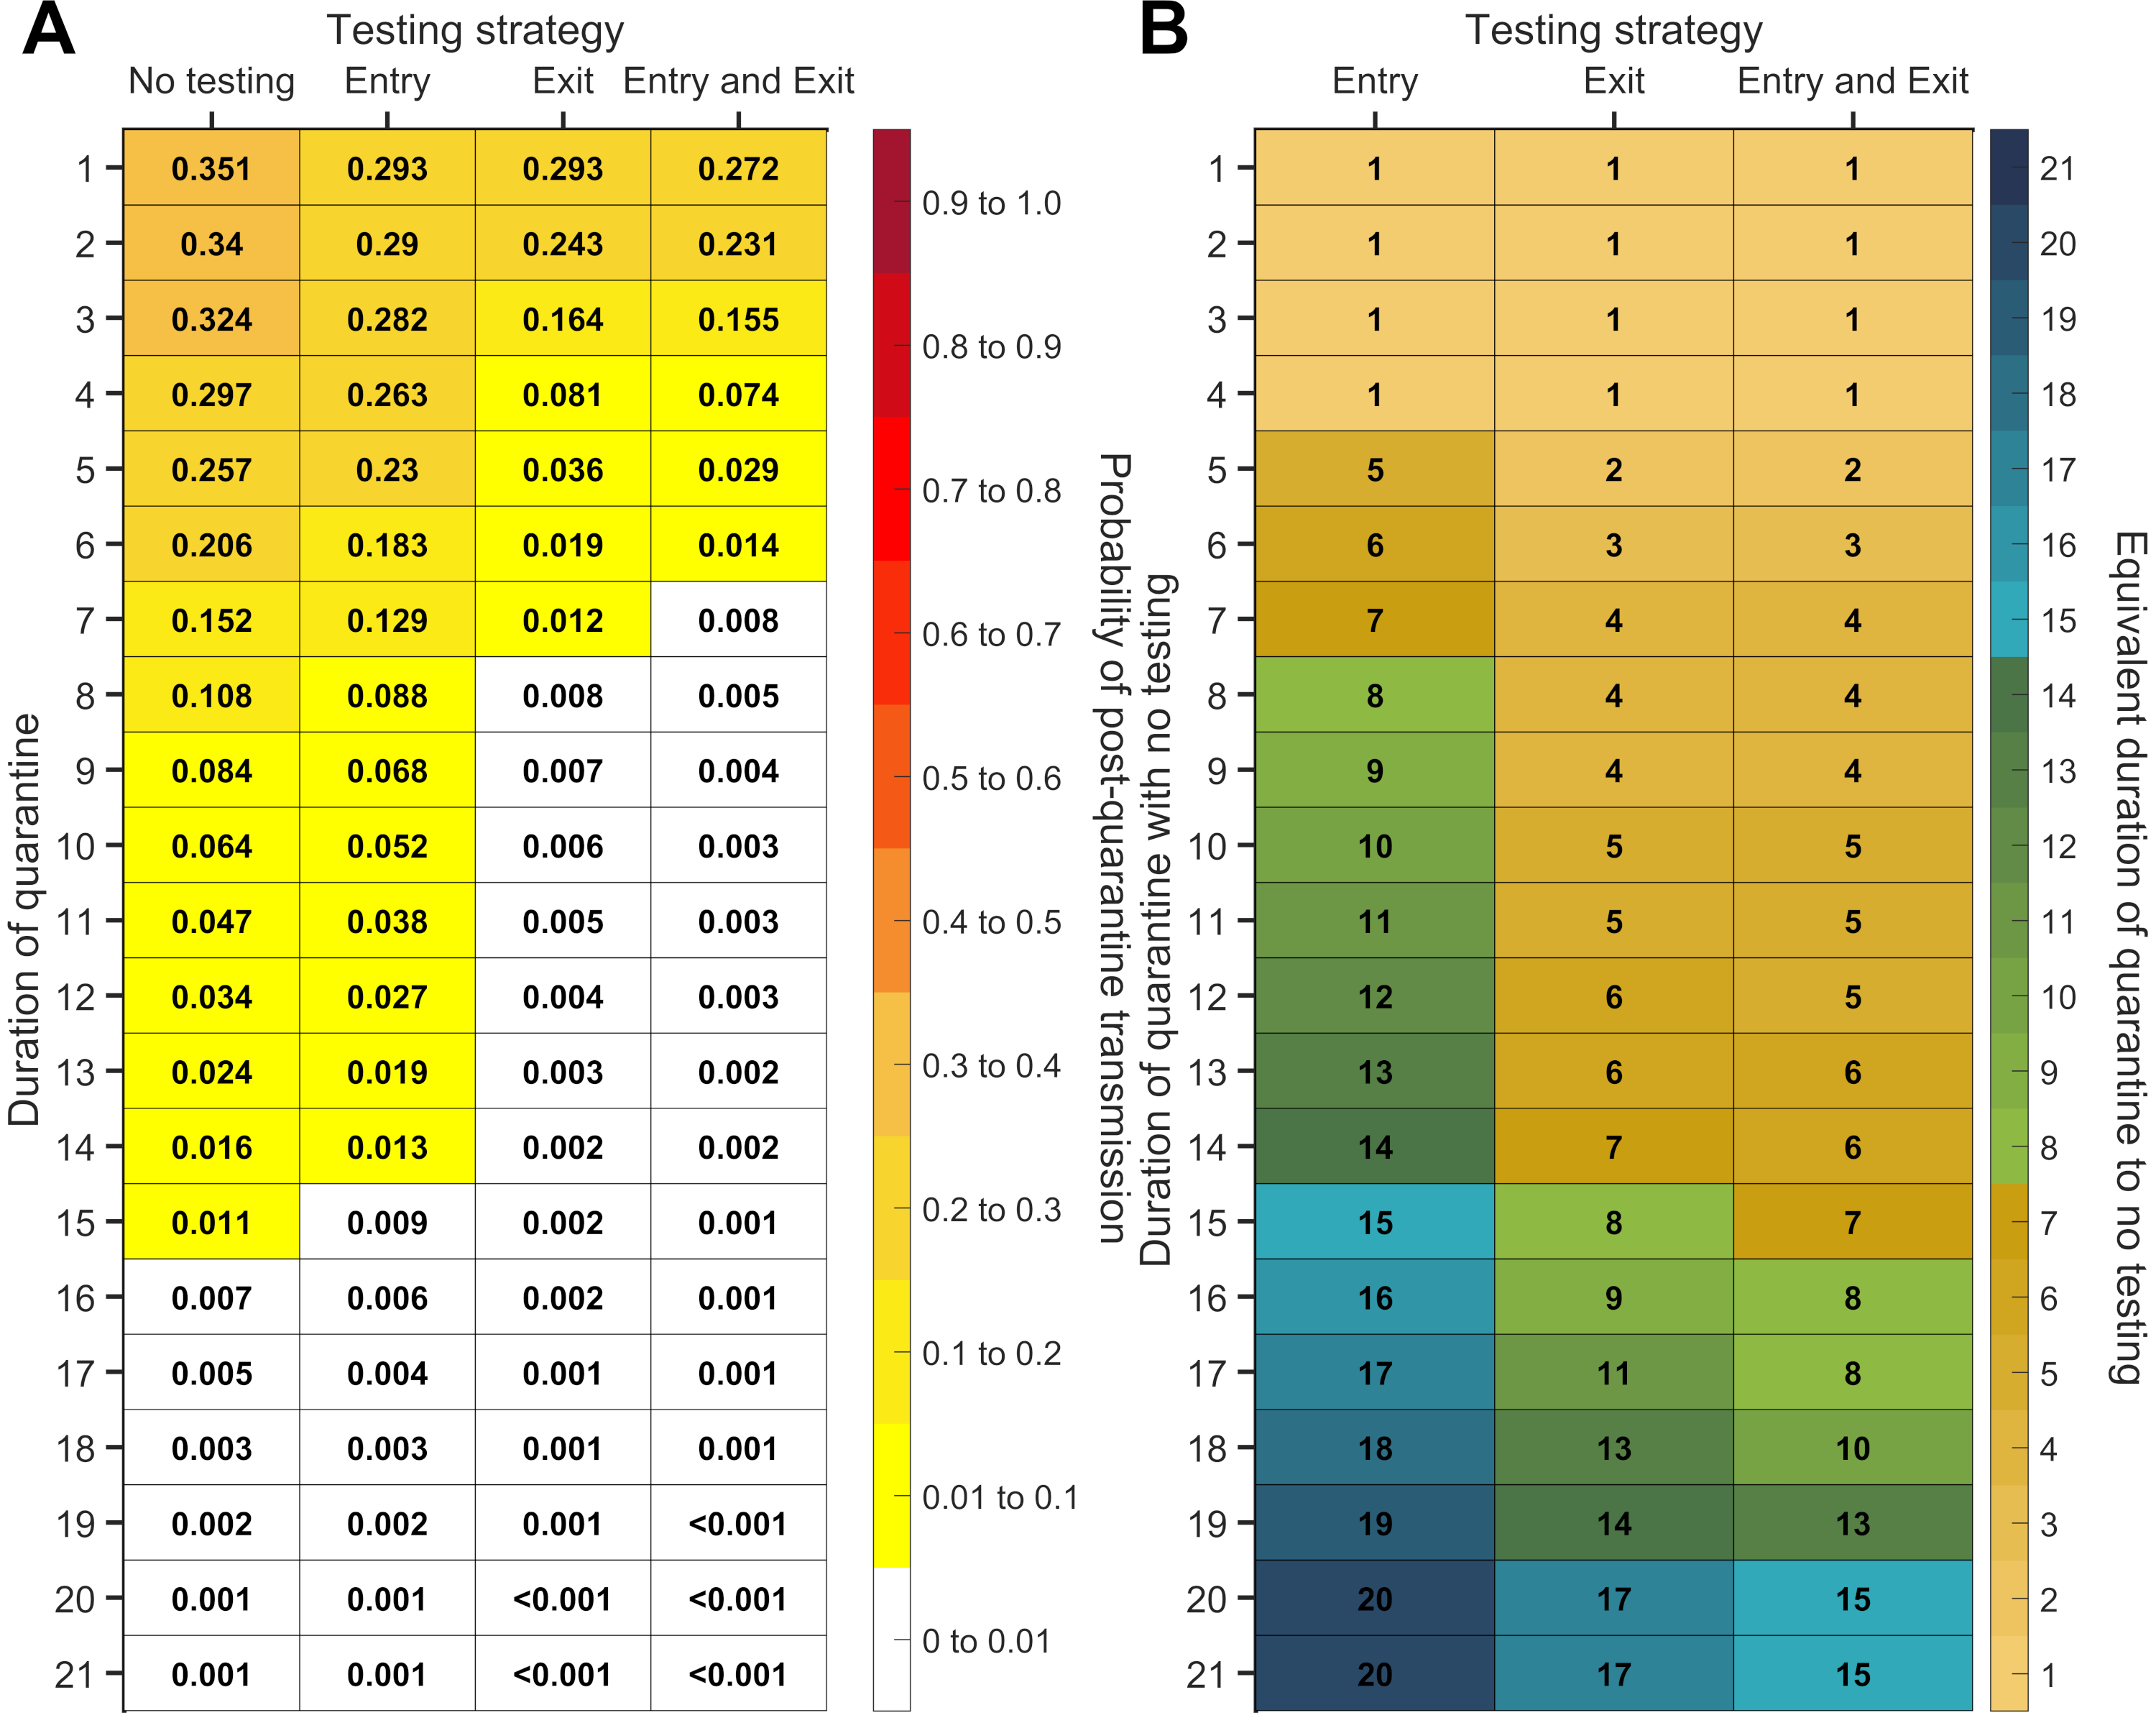 A
Testing strategy
No testing Entry Exit Entry and Exit
Duration of quarantine
1 0.351 0.293 0.293 0.272
2 0.34 0.29 0.243 0.231
3 0.324 0.282 0.164 0.155
4 0.297 0.263 0.081 0.074
5 0.257 0.23 0.036 0.029
6 0.206 0.183 0.019 0.014
7 0.152 0.129 0.012 0.008
8 0.108 0.088 0.008 0.005
9 0.084 0.068 0.007 0.004
10 0.064 0.052 0.006 0.003
11 0.047 0.038 0.005 0.003
12 0.034 0.027 0.004 0.003
13 0.024 0.019 0.003 0.002
14 0.016 0.013 0.002 0.002
15 0.011 0.009 0.002 0.001
16 0.007 0.006 0.002 0.001
17 0.005 0.004 0.001 0.001
18 0.003 0.003 0.001 0.001
19 0.002 0.002 0.001 <0.001
20 0.001 0.001 <0.001 <0.001
21 0.001 0.001 <0.001 <0.001
0.9 to 1.0
0.8 to 0.9
0.7 to 0.8
0.6 to 0.7
0.5 to 0.6
0.4 to 0.5
0.3 to 0.4
0.2 to 0.3
0.1 to 0.2
0.01 to 0.1
0 to 0.01
Probability of post-quarantine transmission
B
Testing strategy
Entry Exit Entry and Exit
Duration of quarantine with no testing
1 1 1 1
2 1 1 1
3 1 1 1
4 1 1 1
5 5 2 2
6 6 3 3
7 7 4 4
8 8 4 4
9 9 4 4
10 10 5 5
11 11 5 5
12 12 6 5
13 13 6 6
14 14 7 6
15 15 8 7
16 16 9 8
17 17 11 8
18 18 13 10
19 19 14 13
20 20 17 15
21 20 17 15
21
20
19
18
17
16
15
14
13
12
11
10
9
8
7
6
5
4
3
2
1
Equivalent duration of quarantine to no testing